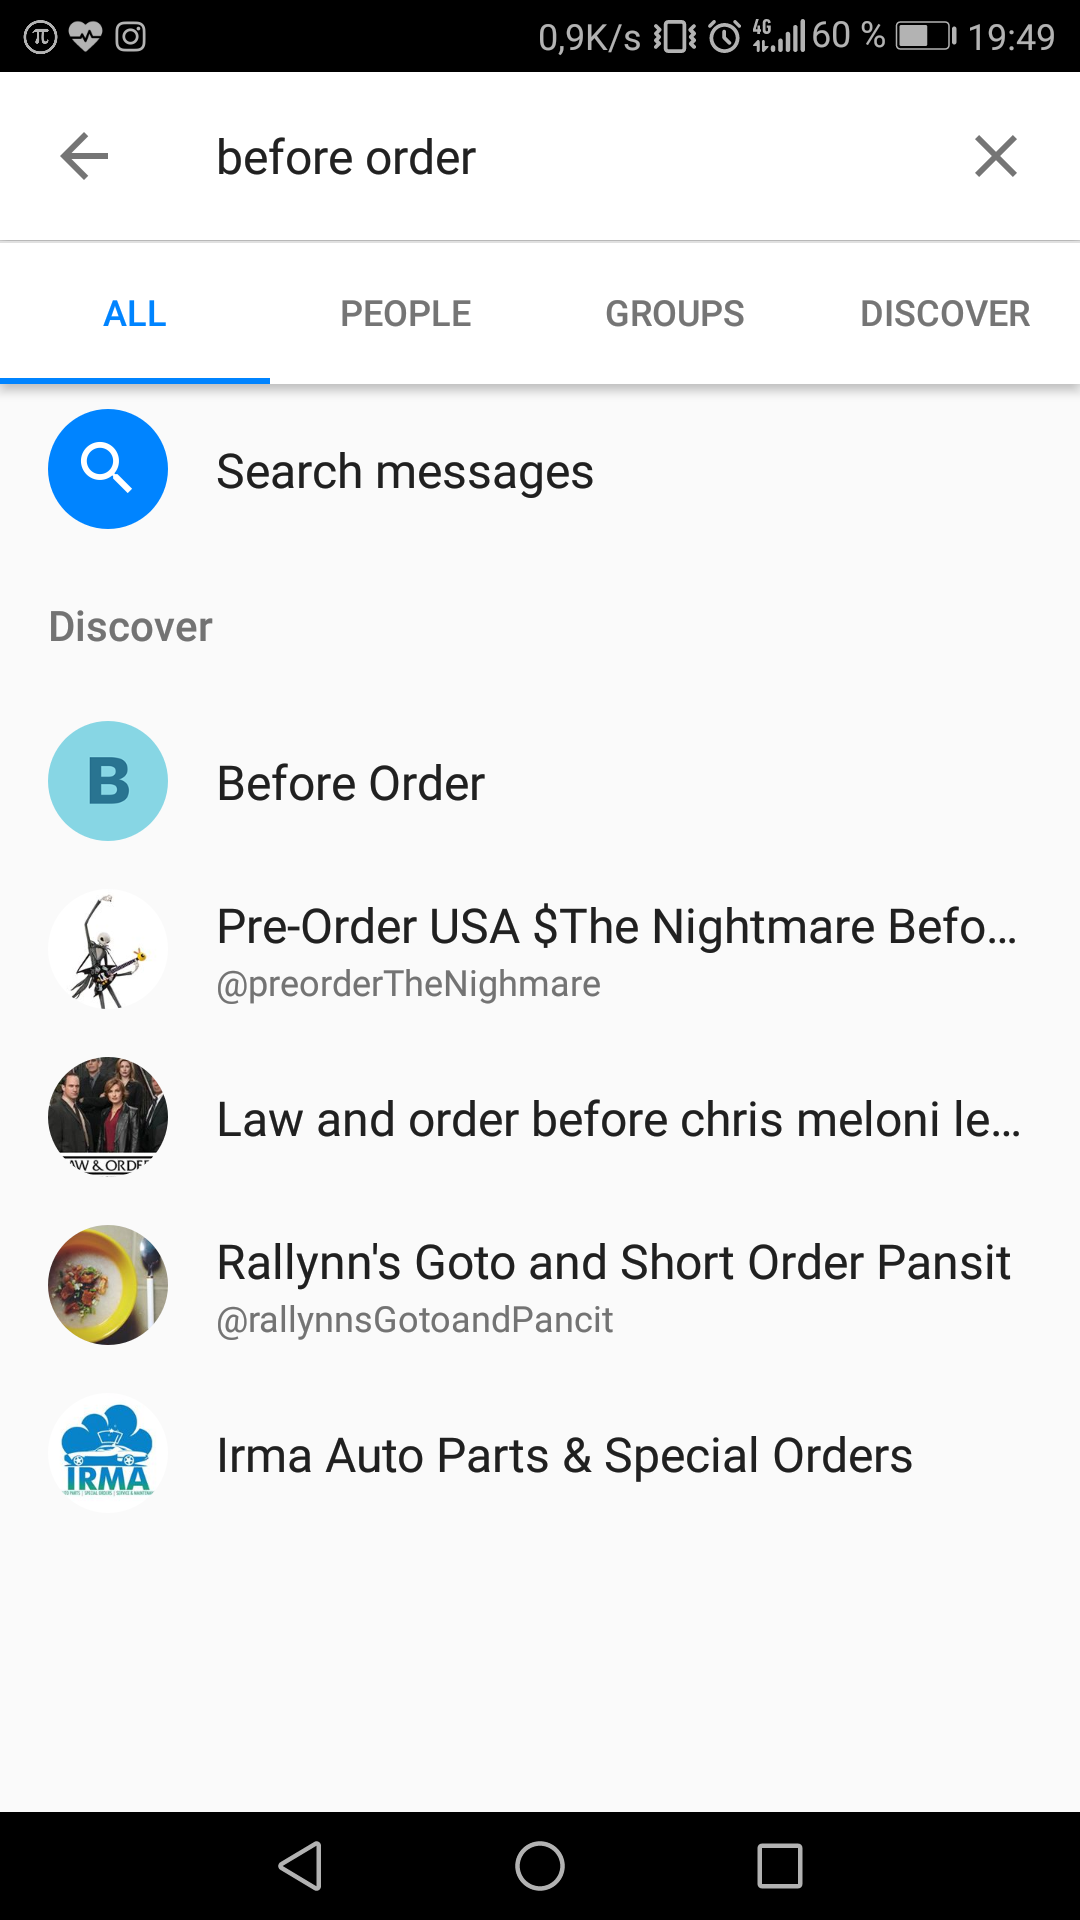 0,9K/s 4G 60 % 19:49
before order
ALL PEOPLE GROUPS DISCOVER
Search messages
Discover
B
Before Order
Pre-Order USA $The Nightmare Befo...
@preorderTheNighmare
Law and order before chris meloni le...
AW & ORDE
Rallynn's Goto and Short Order Pansit
@rallynnsGotoandPancit
IRMA
Irma Auto Parts & Special Orders